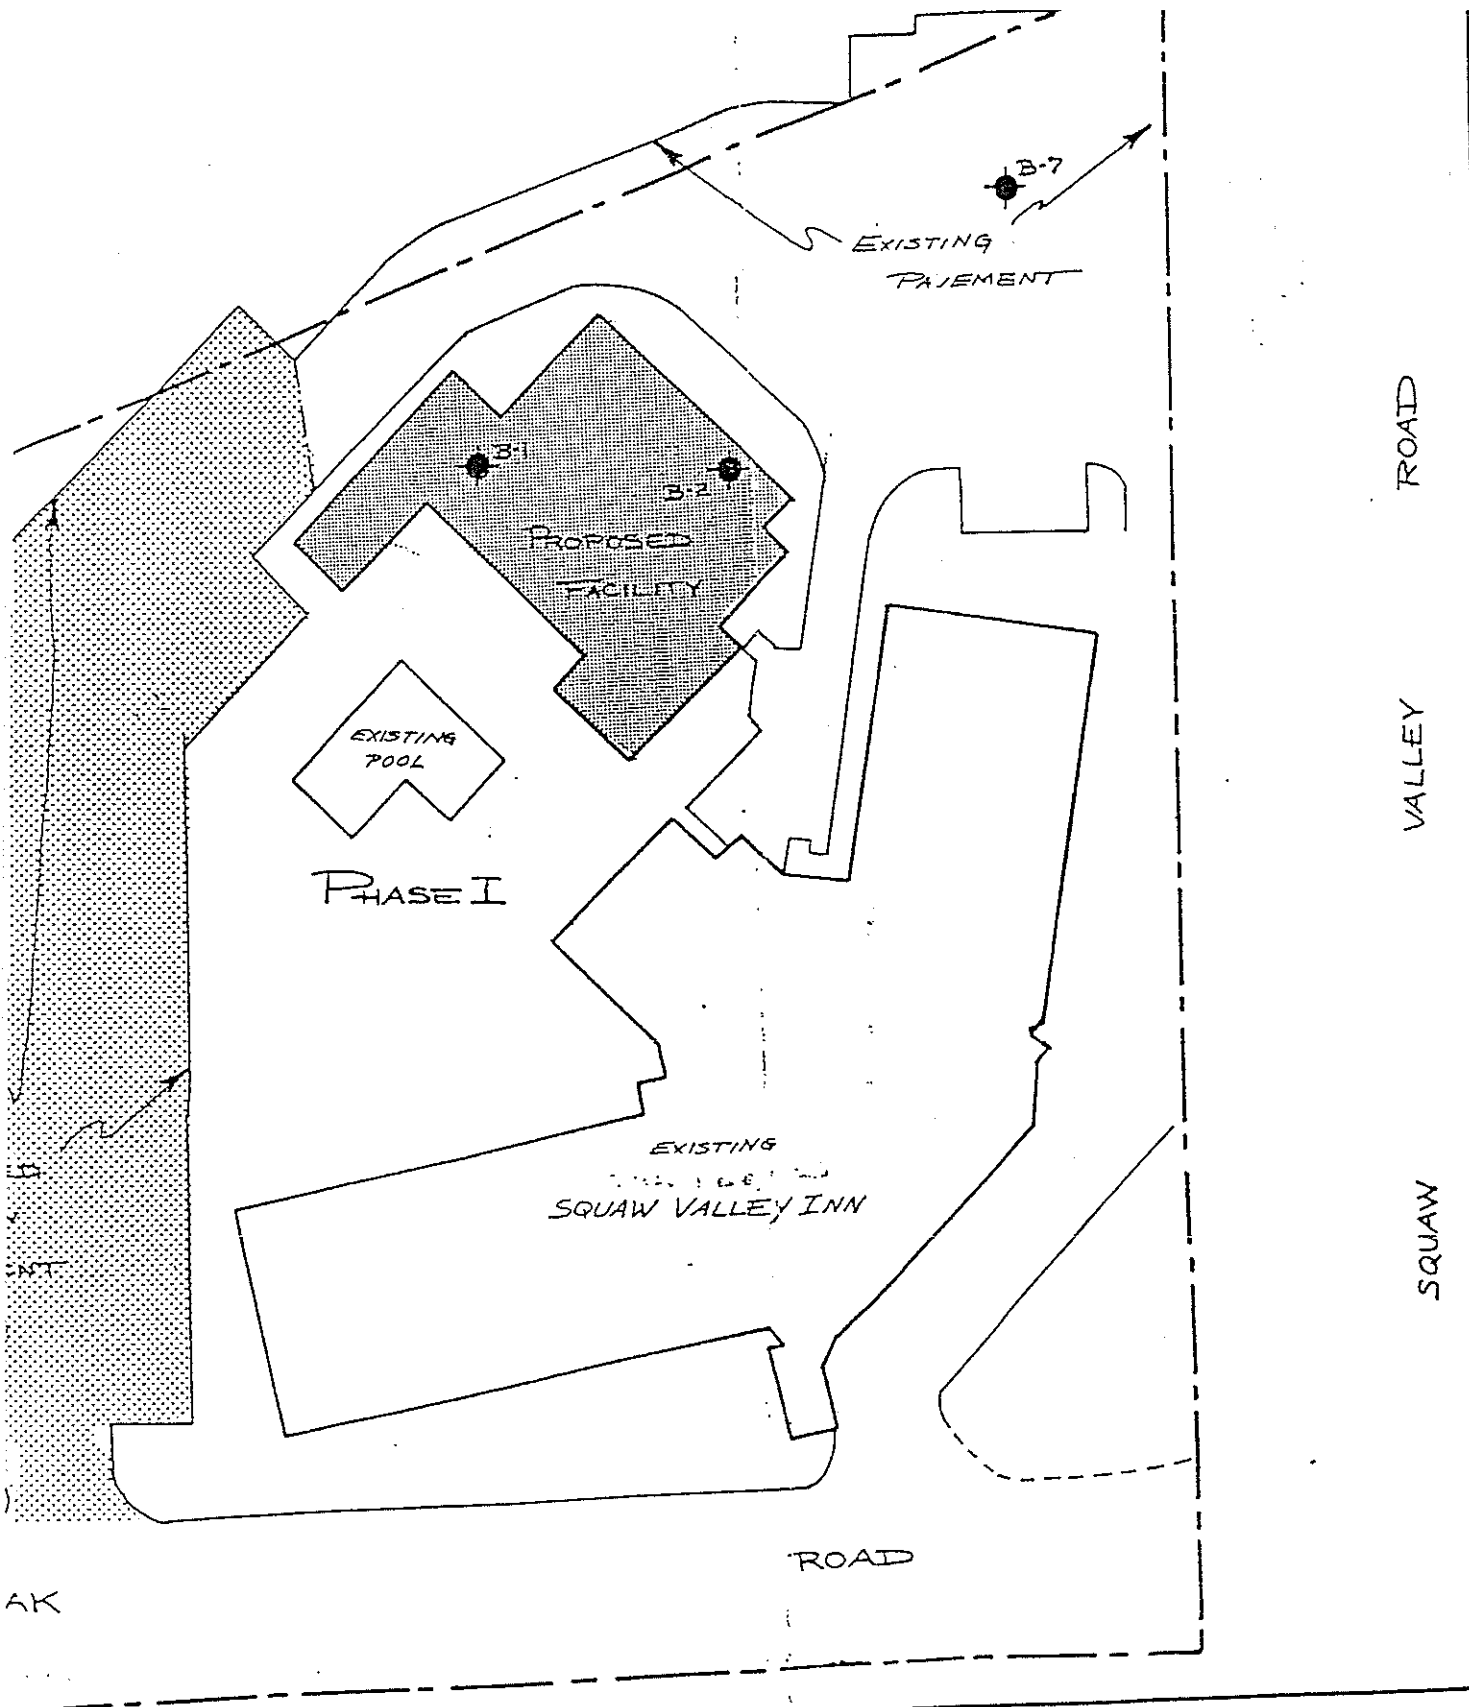 B-7
EXISTING
PAVEMENT
B-1
B-2
PROPOSED
FACILITY
EXISTING
POOL
PHASE I
EXISTING
SQUAW VALLEY INN
ROAD
VALLEY
SQUAW
NT
ROAD
AK